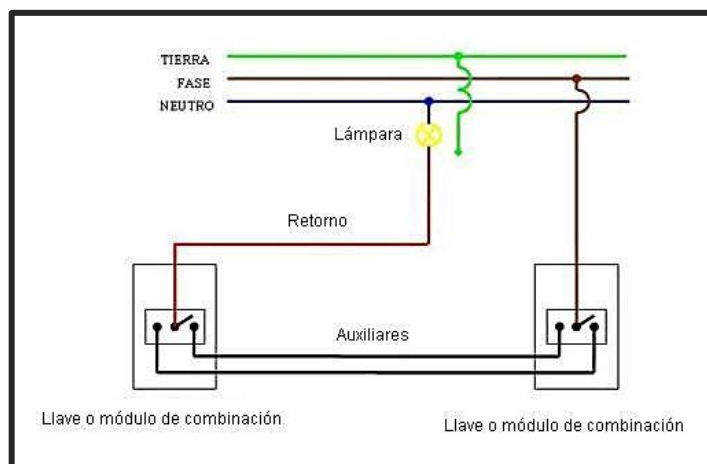 TIERRA
FASE
NEUTRO
Lámpara
Retorno
Auxiliares
Llave o módulo de combinación
Llave o módulo de combinación